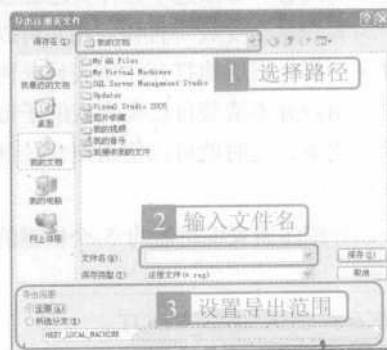 导出注册表文件
保存在(I):
我的文档
My QQ Files
My Virtual Machines
SQL Server Management Studio
Updater
Visual Studio 2005
图片收藏
我的视频
我的音乐
我接收到的文件
我最近的文档
桌面
我的文档
我的电脑
网上邻居
1 选择路径
2 输入文件名
文件名(N):
保存(S)
保存类型(T):
注册文件(*.reg)
取消
导出范围
3 设置导出范围
全部(A)
所选分支(E)
HKEY_LOCAL_MACHINE